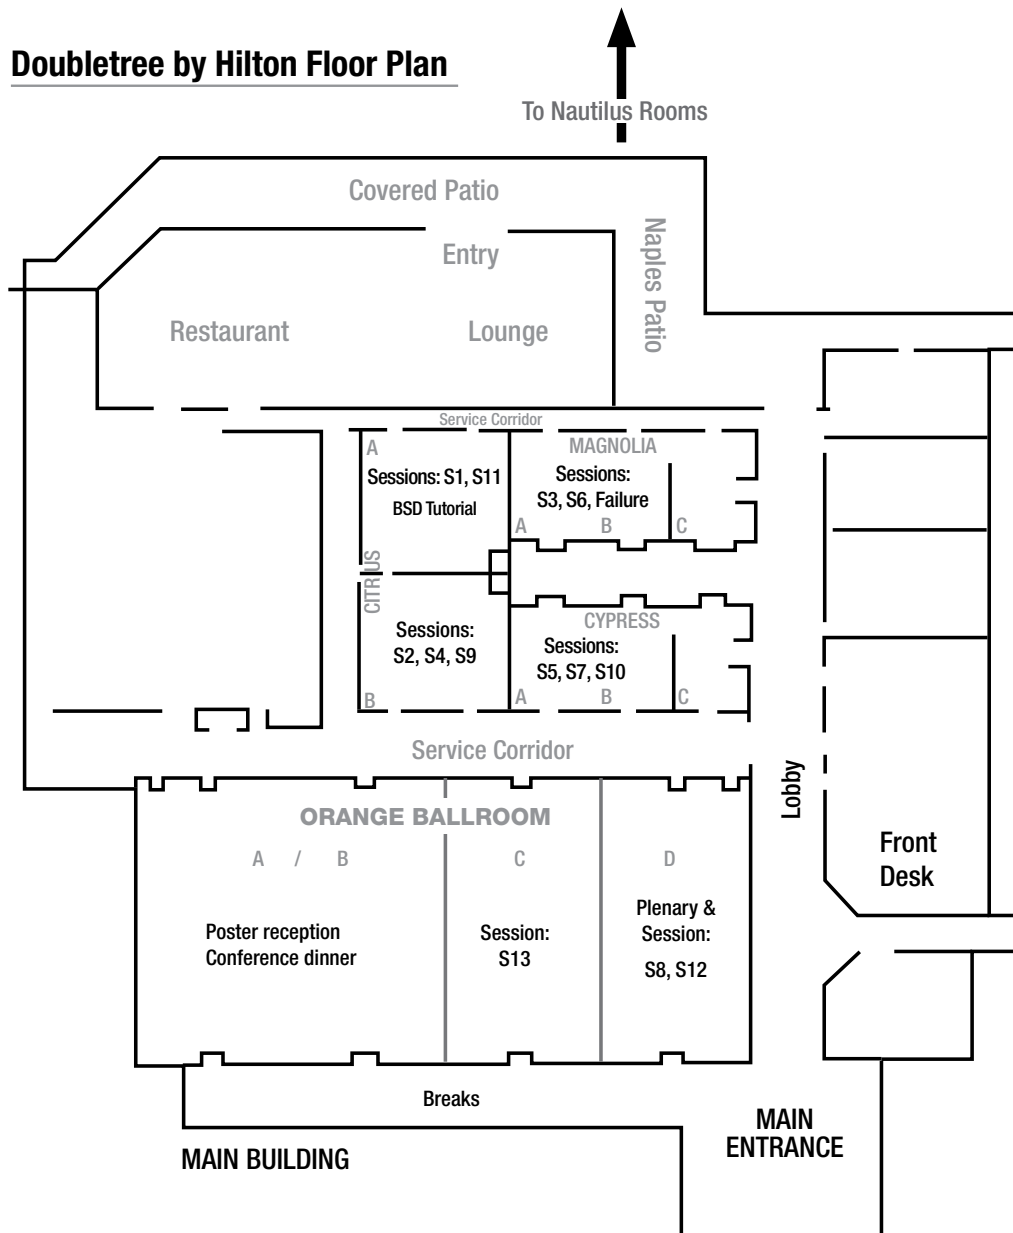 Doubletree by Hilton Floor Plan
To Nautilus Rooms
Covered Patio
Entry
Naples Patio
Restaurant
Lounge
Service Corridor
A
MAGNOLIA
Sessions: S1, S11
BSD Tutorial
Sessions:
S3, S6, Failure
A
B
C
CITRIUS
CYPRESS
Sessions:
S2, S4, S9
Sessions:
S5, S7, S10
B
A
B
C
Service Corridor
Lobby
ORANGE BALLROOM
A / B
C
D
Front
Desk
Poster reception
Conference dinner
Session:
S13
Plenary &
Session:
S8, S12
Breaks
MAIN
ENTRANCE
MAIN BUILDING